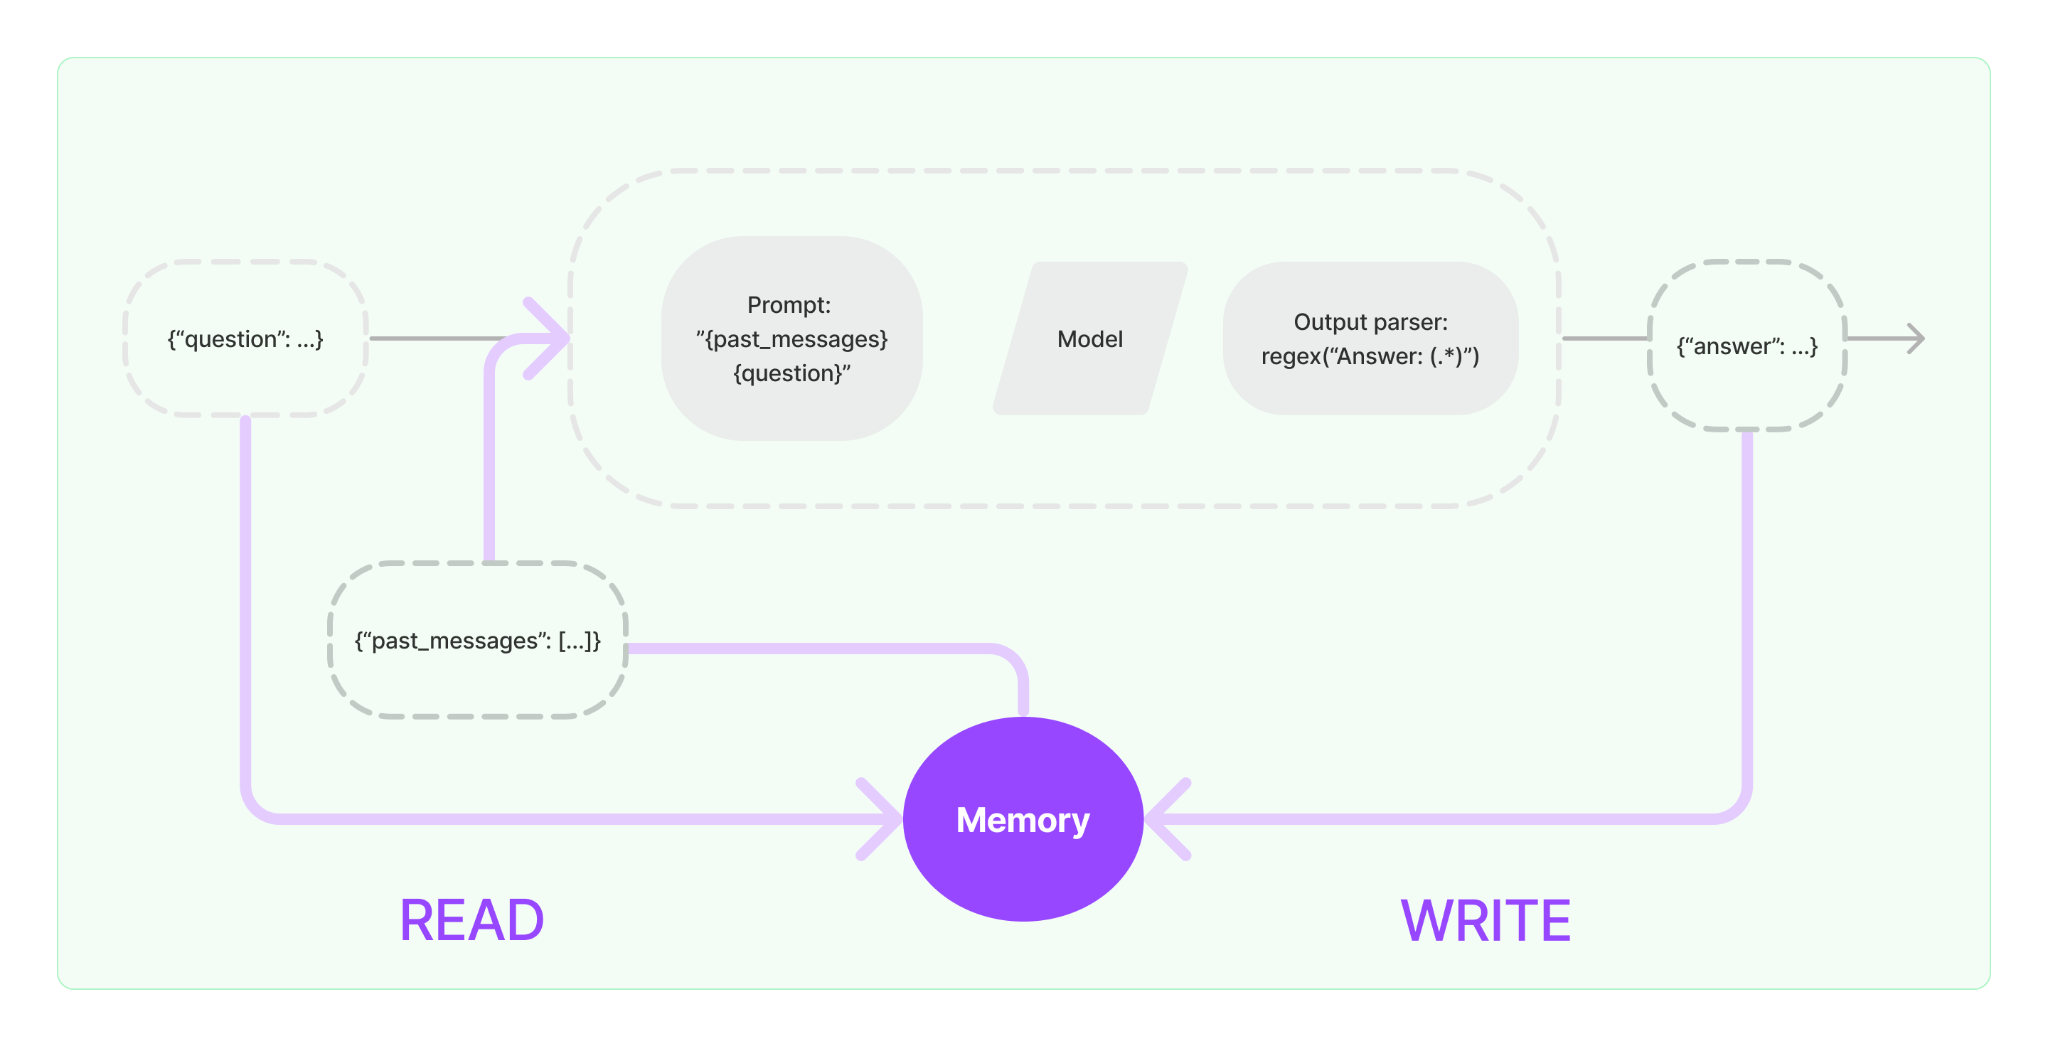 {“question”: ...}
Prompt:
”{past_messages}
{question}”
Model
Output parser:
regex(“Answer: (.*)”)
{“answer”: ...}
{“past_messages”: [...]}
Memory
READ
WRITE